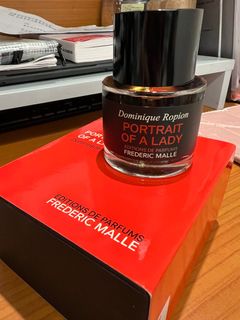 Dominique Ropion
PORTRAIT
OF A LADY
EDITIONS DE PARFUMS
FREDERIC MALLE
PORTRAIT
OF A LADY
EDITIONS DE PARFUMS
FREDERIC MALLE